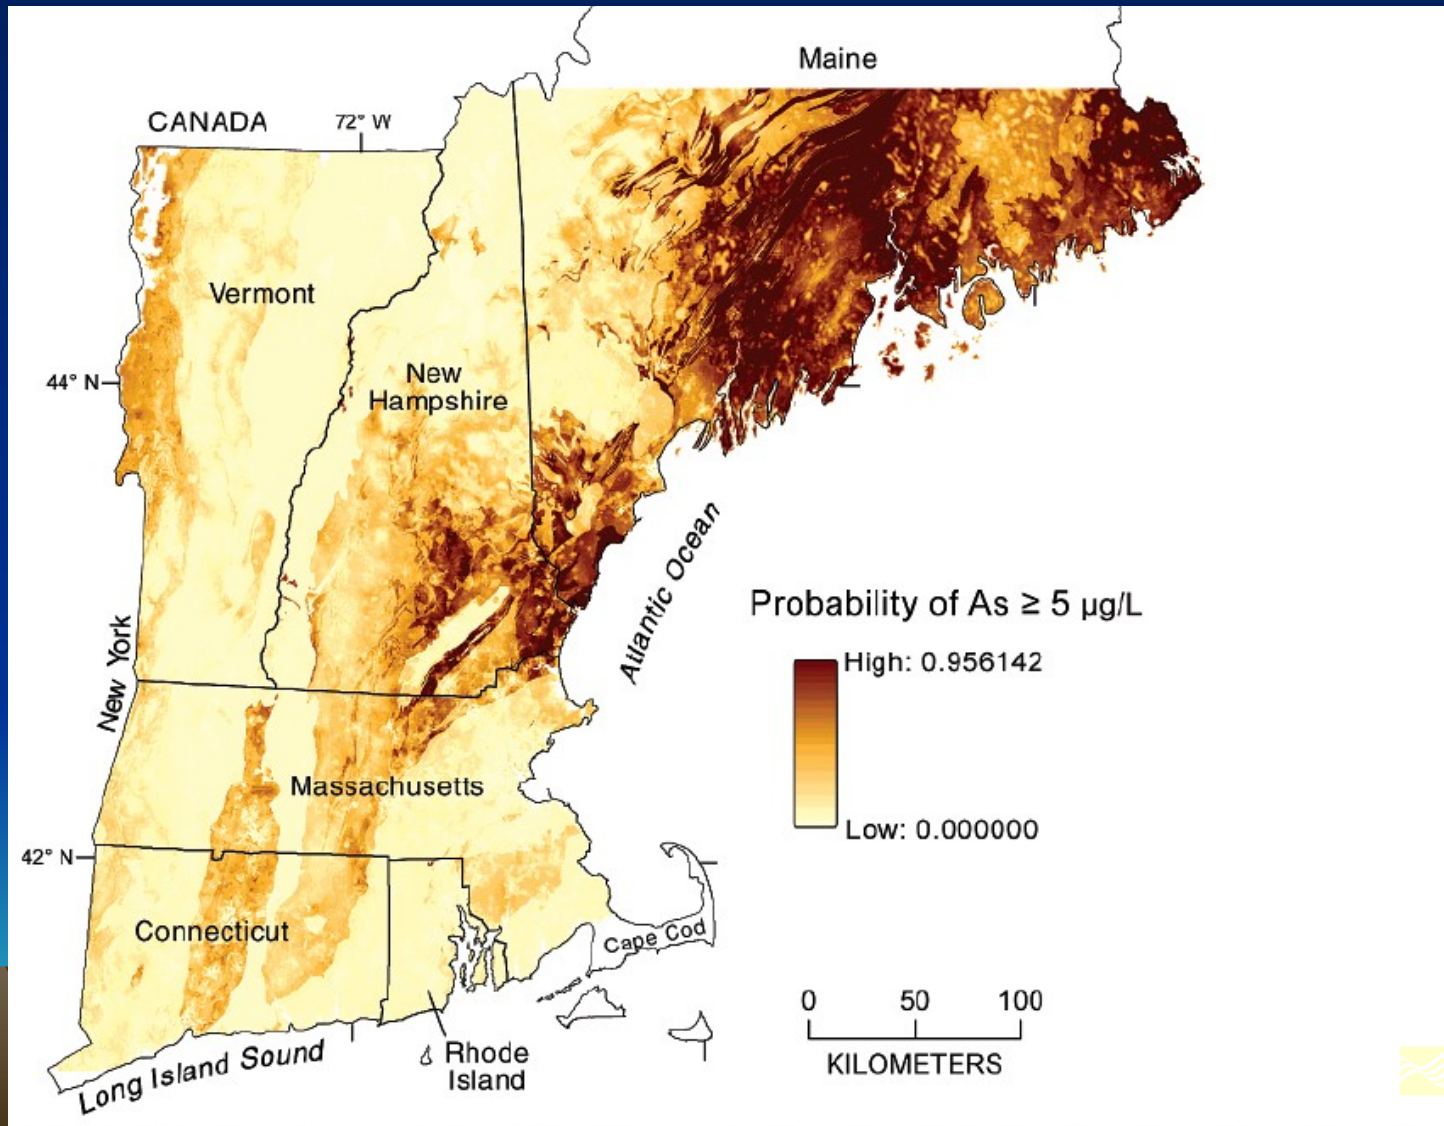 Maine
CANADA
72° W
Vermont
44° N
New
Hampshire
Atlantic Ocean
Probability of As ≥ 5 µg/L
High: 0.956142
Low: 0.000000
New York
Massachusetts
42° N
Connecticut
Cape Cod
Long Island Sound
Rhode
Island
0 50 100
KILOMETERS